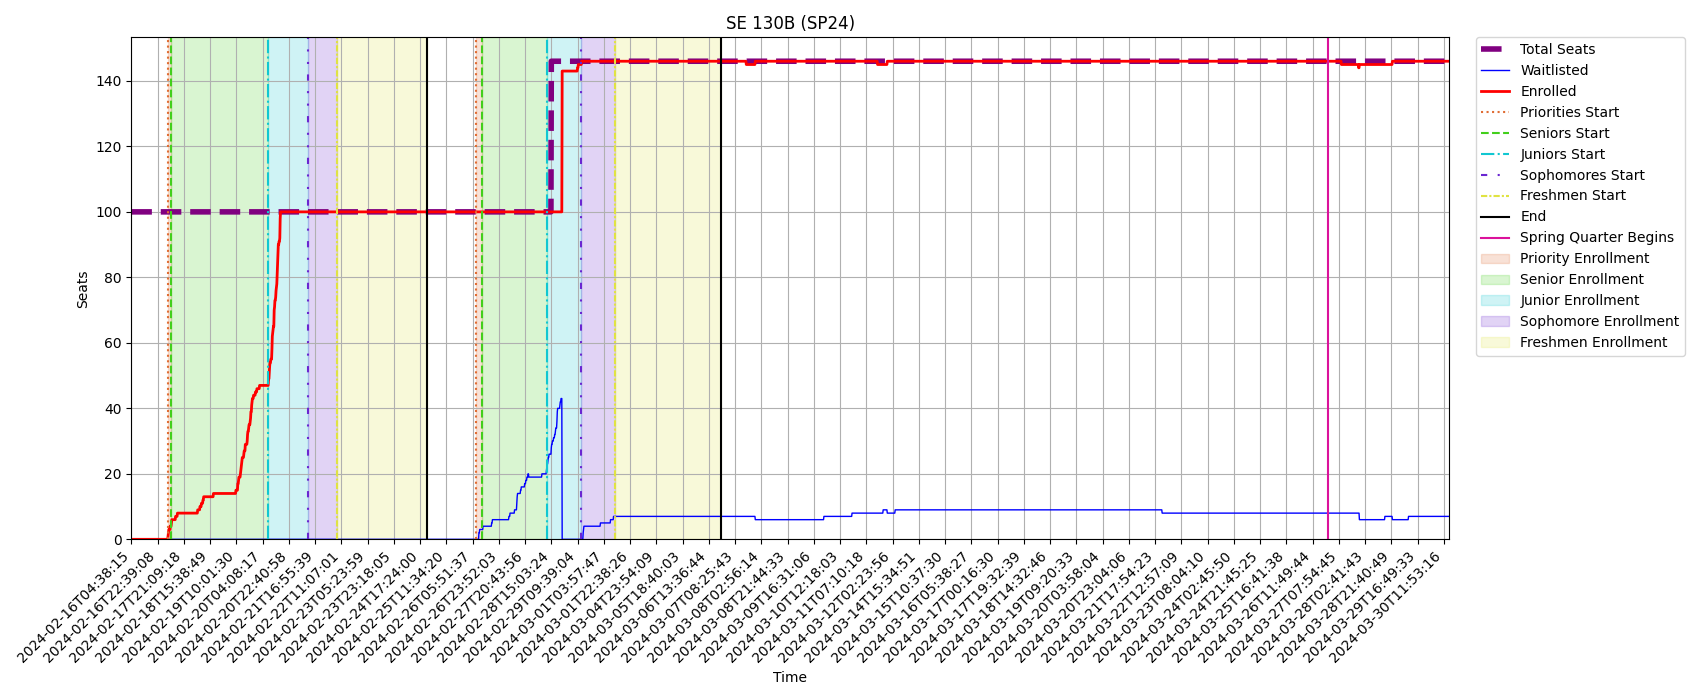 SE 130B (SP24)
Seats
140
120
100
80
60
40
20
0
2024-02-16T04:38:15
2024-02-16T22:39:08
2024-02-17T21:09:18
2024-02-18T15:38:49
2024-02-19T10:01:30
2024-02-20T04:08:17
2024-02-20T22:40:58
2024-02-21T16:55:39
2024-02-22T11:07:01
2024-02-23T05:23:59
2024-02-23T23:18:05
2024-02-24T17:24:00
2024-02-25T11:34:20
2024-02-26T05:51:37
2024-02-26T23:52:03
2024-02-27T20:43:56
2024-02-28T15:03:24
2024-02-29T09:39:04
2024-03-01T03:57:47
2024-03-01T22:38:26
2024-03-04T23:54:09
2024-03-05T18:40:03
2024-03-06T13:36:44
2024-03-07T08:25:43
2024-03-08T02:56:14
2024-03-08T21:44:33
2024-03-09T16:31:06
2024-03-10T12:18:03
2024-03-11T07:10:18
2024-03-12T02:23:56
2024-03-14T15:34:51
2024-03-15T10:37:30
2024-03-16T05:38:27
2024-03-17T00:16:30
2024-03-17T19:32:39
2024-03-18T14:32:46
2024-03-19T09:20:33
2024-03-20T03:58:04
2024-03-20T23:04:06
2024-03-21T17:54:23
2024-03-22T12:57:09
2024-03-23T08:04:10
2024-03-24T02:45:50
2024-03-24T21:45:25
2024-03-25T16:41:38
2024-03-26T11:49:44
2024-03-27T07:54:45
2024-03-28T02:41:43
2024-03-28T21:40:49
2024-03-29T16:49:33
2024-03-30T11:53:16
Time
Total Seats
Waitlisted
Enrolled
Priorities Start
Seniors Start
Juniors Start
Sophomores Start
Freshmen Start
End
Spring Quarter Begins
Priority Enrollment
Senior Enrollment
Junior Enrollment
Sophomore Enrollment
Freshmen Enrollment